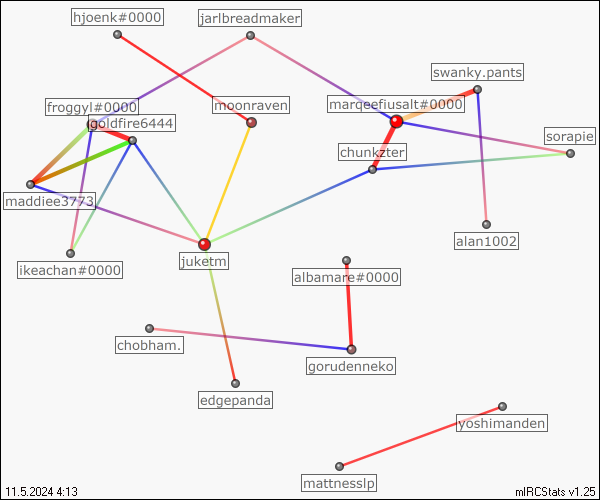 hjoenk#0000
jarlbreadmaker
swanky.pants
froggyl#0000
moonraven
marqeefiusalt#0000
goldfire6444
sorapie
chunkzter
maddiee3773
alan1002
juketm
ikeachan#0000
albamare#0000
chobham.
gorudenneko
edgepanda
yoshimanden
mattnesslp
11.5.2024 4:13
mIRCStats v1.25